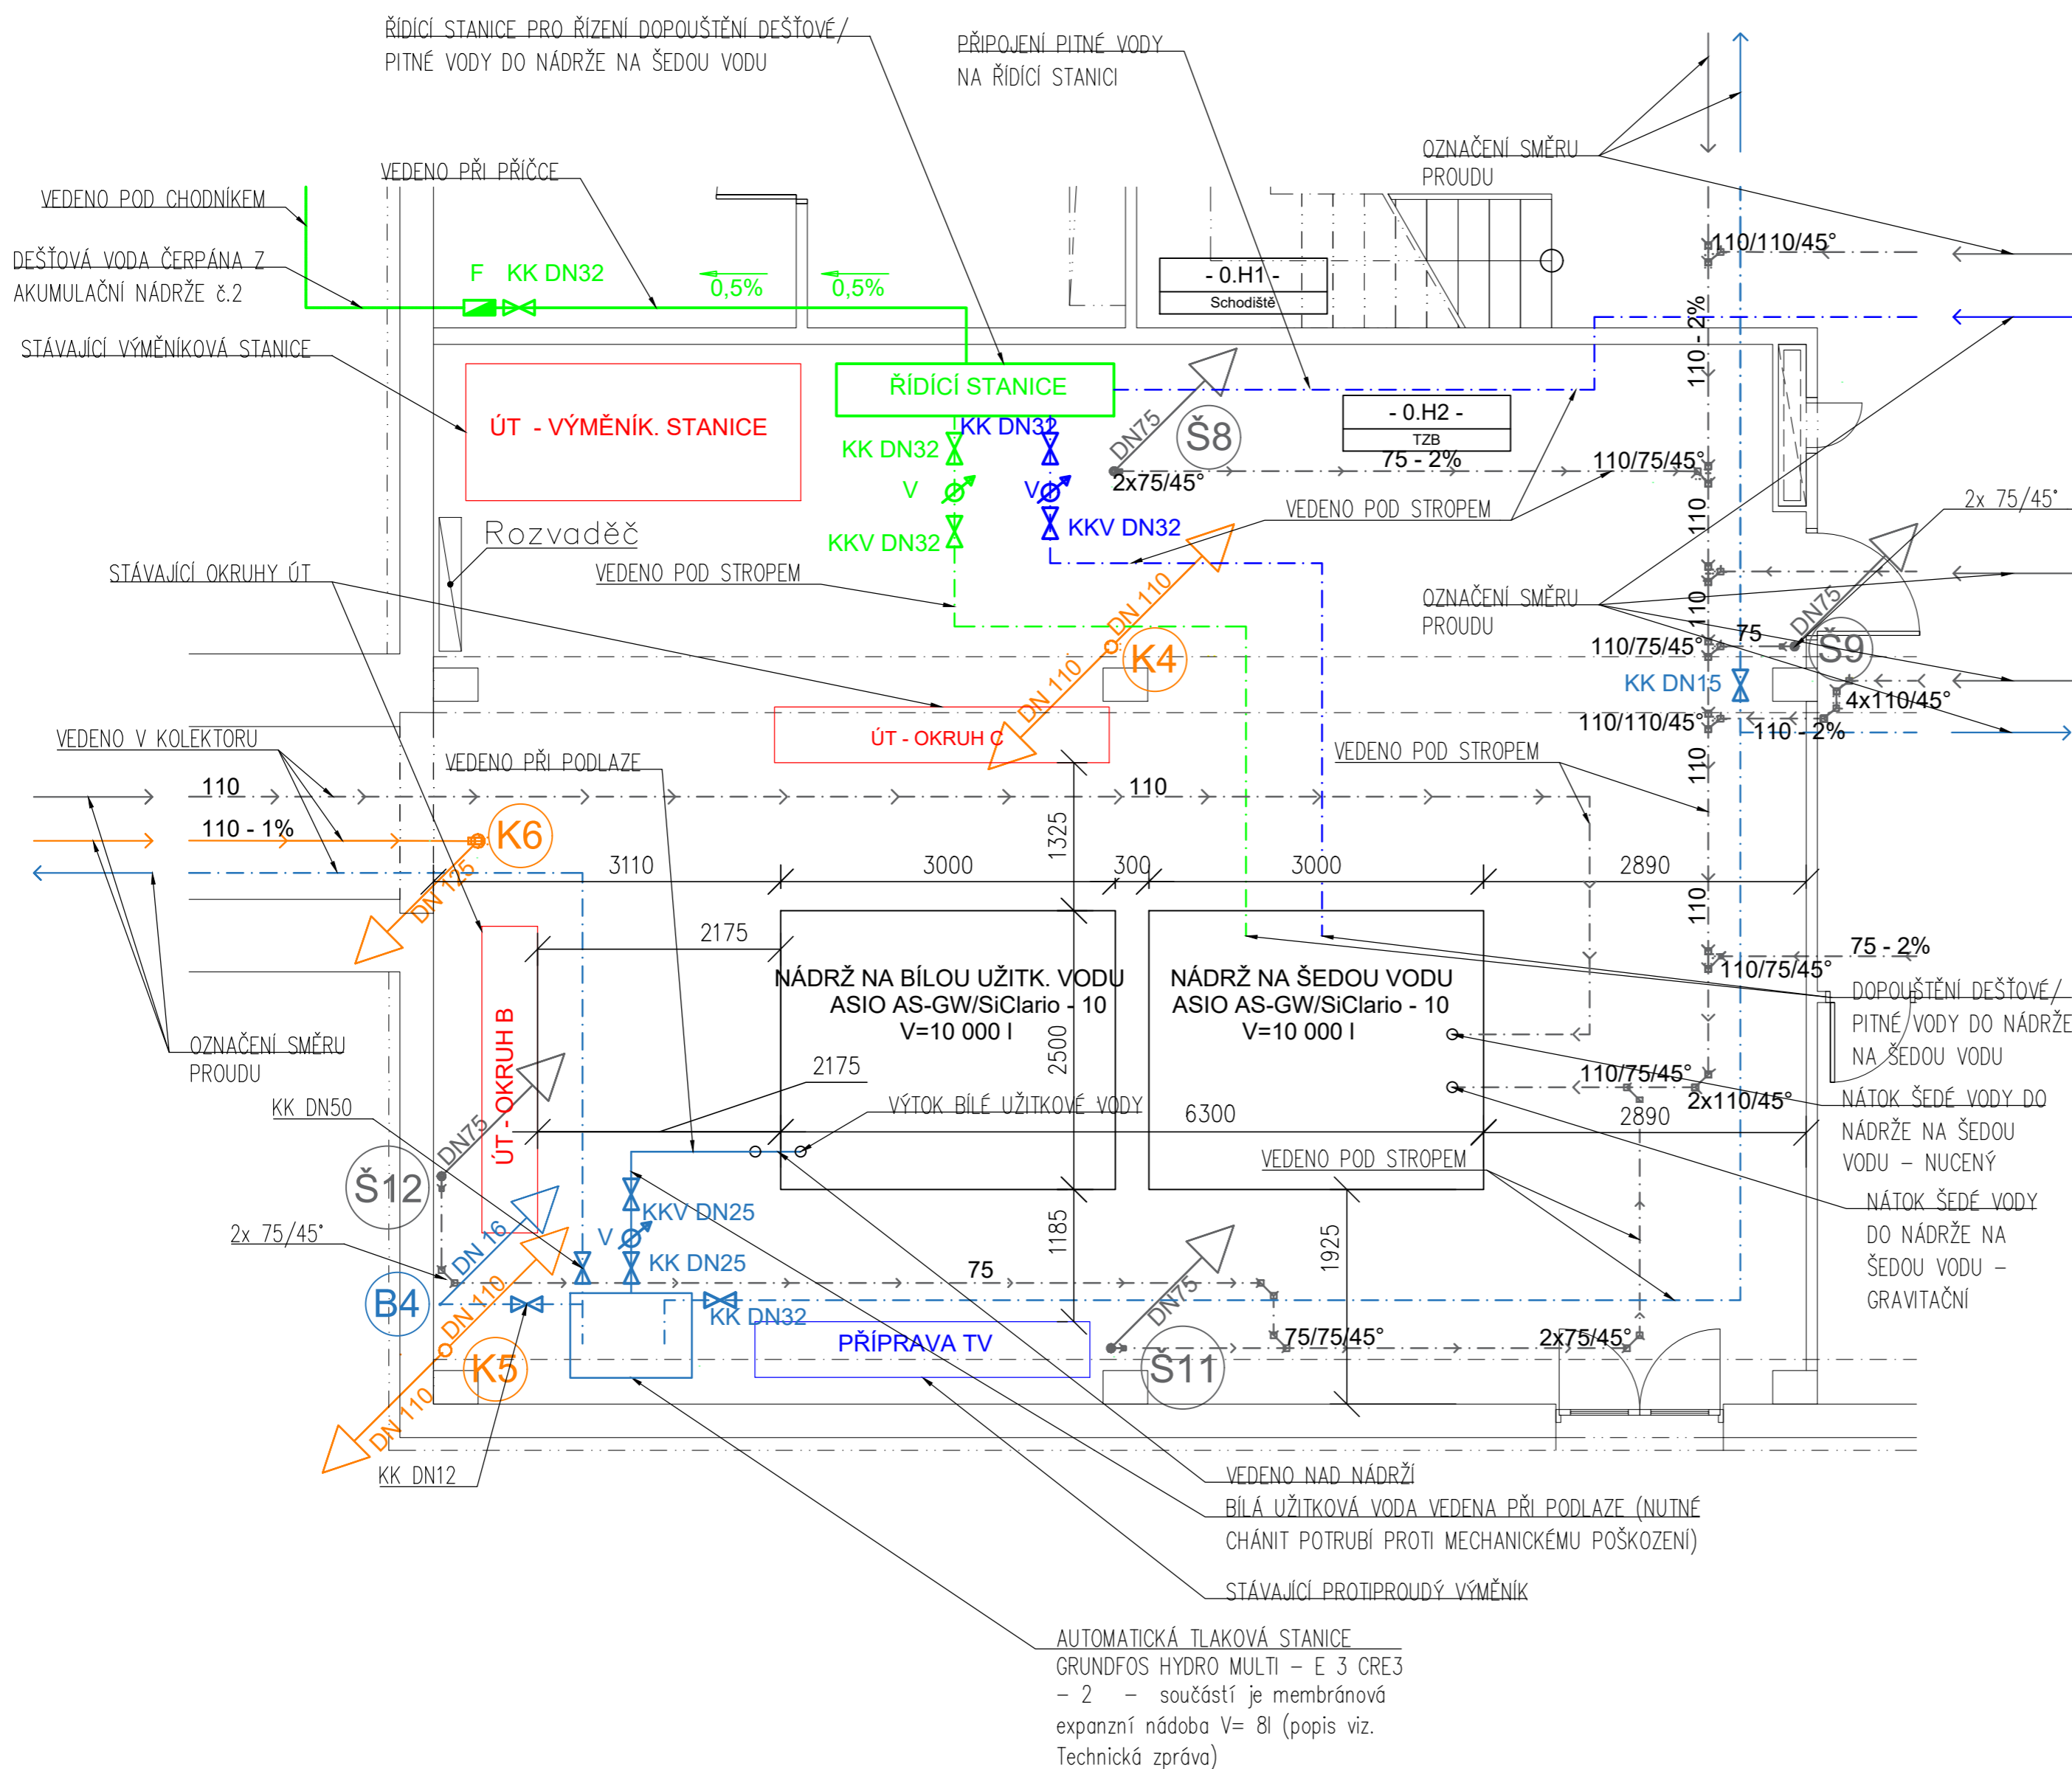 ŘÍDÍCÍ STANICE PRO ŘÍZENÍ DOPOUŠTĚNÍ DEŠŤOVÉ/
PITNÉ VODY DO NÁDRŽE NA ŠEDOU VODU
PŘIPOJENÍ PITNÉ VODY
NA ŘÍDÍCÍ STANICI
OZNAČENÍ SMĚRU
PROUDU
VEDENO PŘI PŘÍČCE
VEDENO POD CHODNÍKEM
DEŠŤOVÁ VODA ČERPÁNA Z
AKUMULAČNÍ NÁDRŽE č.2
F KK DN32
0,5%
0,5%
- 0.H1 -
Schodiště
110/110/45°
110 - 2%
STÁVAJÍCÍ VÝMĚNÍKOVÁ STANICE
ÚT - VÝMĚNÍK. STANICE
ŘÍDÍCÍ STANICE
- 0.H2 -
TZB
KK DN32
KK DN32
DN75
Š8
75 - 2%
110/75/45°
2x75/45°
V
V
KKV DN32
KKV DN32
VEDENO POD STROPEM
110
2x 75/45°
Rozvaděč
STÁVAJÍCÍ OKRUHY ÚT
VEDENO POD STROPEM
DN 110
K4
DN 110
OZNAČENÍ SMĚRU
PROUDU
110
110/75/45°
75
DN75
Š9
KK DN15
4x110/45°
110/110/45°
110 - 2%
ÚT - OKRUH C
VEDENO V KOLEKTORU
VEDENO PŘI PODLAZE
VEDENO POD STROPEM
110
110
110
110 - 1%
K6
DN 125
1325
3110
3000
300
3000
2890
110
2175
75 - 2%
110/75/45°
NÁDRŽ NA BÍLOU UŽITK. VODU
ASIO AS-GW/SiClario - 10
V=10 000 l
NÁDRŽ NA ŠEDOU VODU
ASIO AS-GW/SiClario - 10
V=10 000 l
DOPOUŠTĚNÍ DEŠŤOVÉ/
PITNÉ VODY DO NÁDRŽE
NA ŠEDOU VODU
OZNAČENÍ SMĚRU
PROUDU
ÚT - OKRUH B
2500
2175
110/75/45°
2x110/45°
NÁTOK ŠEDÉ VODY DO
NÁDRŽE NA ŠEDOU
VODU – NUCENÝ
KK DN50
VÝTOK BÍLÉ UŽITKOVÉ VODY
6300
2890
DN75
Š12
VEDENO POD STROPEM
NÁTOK ŠEDÉ VODY
DO NÁDRŽE NA
ŠEDOU VODU –
GRAVITAČNÍ
KKV DN25
V
KK DN25
1185
1925
2x 75/45°
DN 16
75
B4
DN 110
KK DN32
DN75
PŘÍPRAVA TV
75/75/45°
2x75/45°
K5
Š11
DN 110
KK DN12
VEDENO NAD NÁDRŽÍ
BÍLÁ UŽITKOVÁ VODA VEDENA PŘI PODLAZE (NUTNÉ
CHÁNIT POTRUBÍ PROTI MECHANICKÉMU POŠKOZENÍ)
STÁVAJÍCÍ PROTIPROUDÝ VÝMĚNÍK
AUTOMATICKÁ TLAKOVÁ STANICE
GRUNDFOS HYDRO MULTI – E 3 CRE3
– 2 – součástí je membránová
expanzní nádoba V= 8l (popis viz.
Technická zpráva)